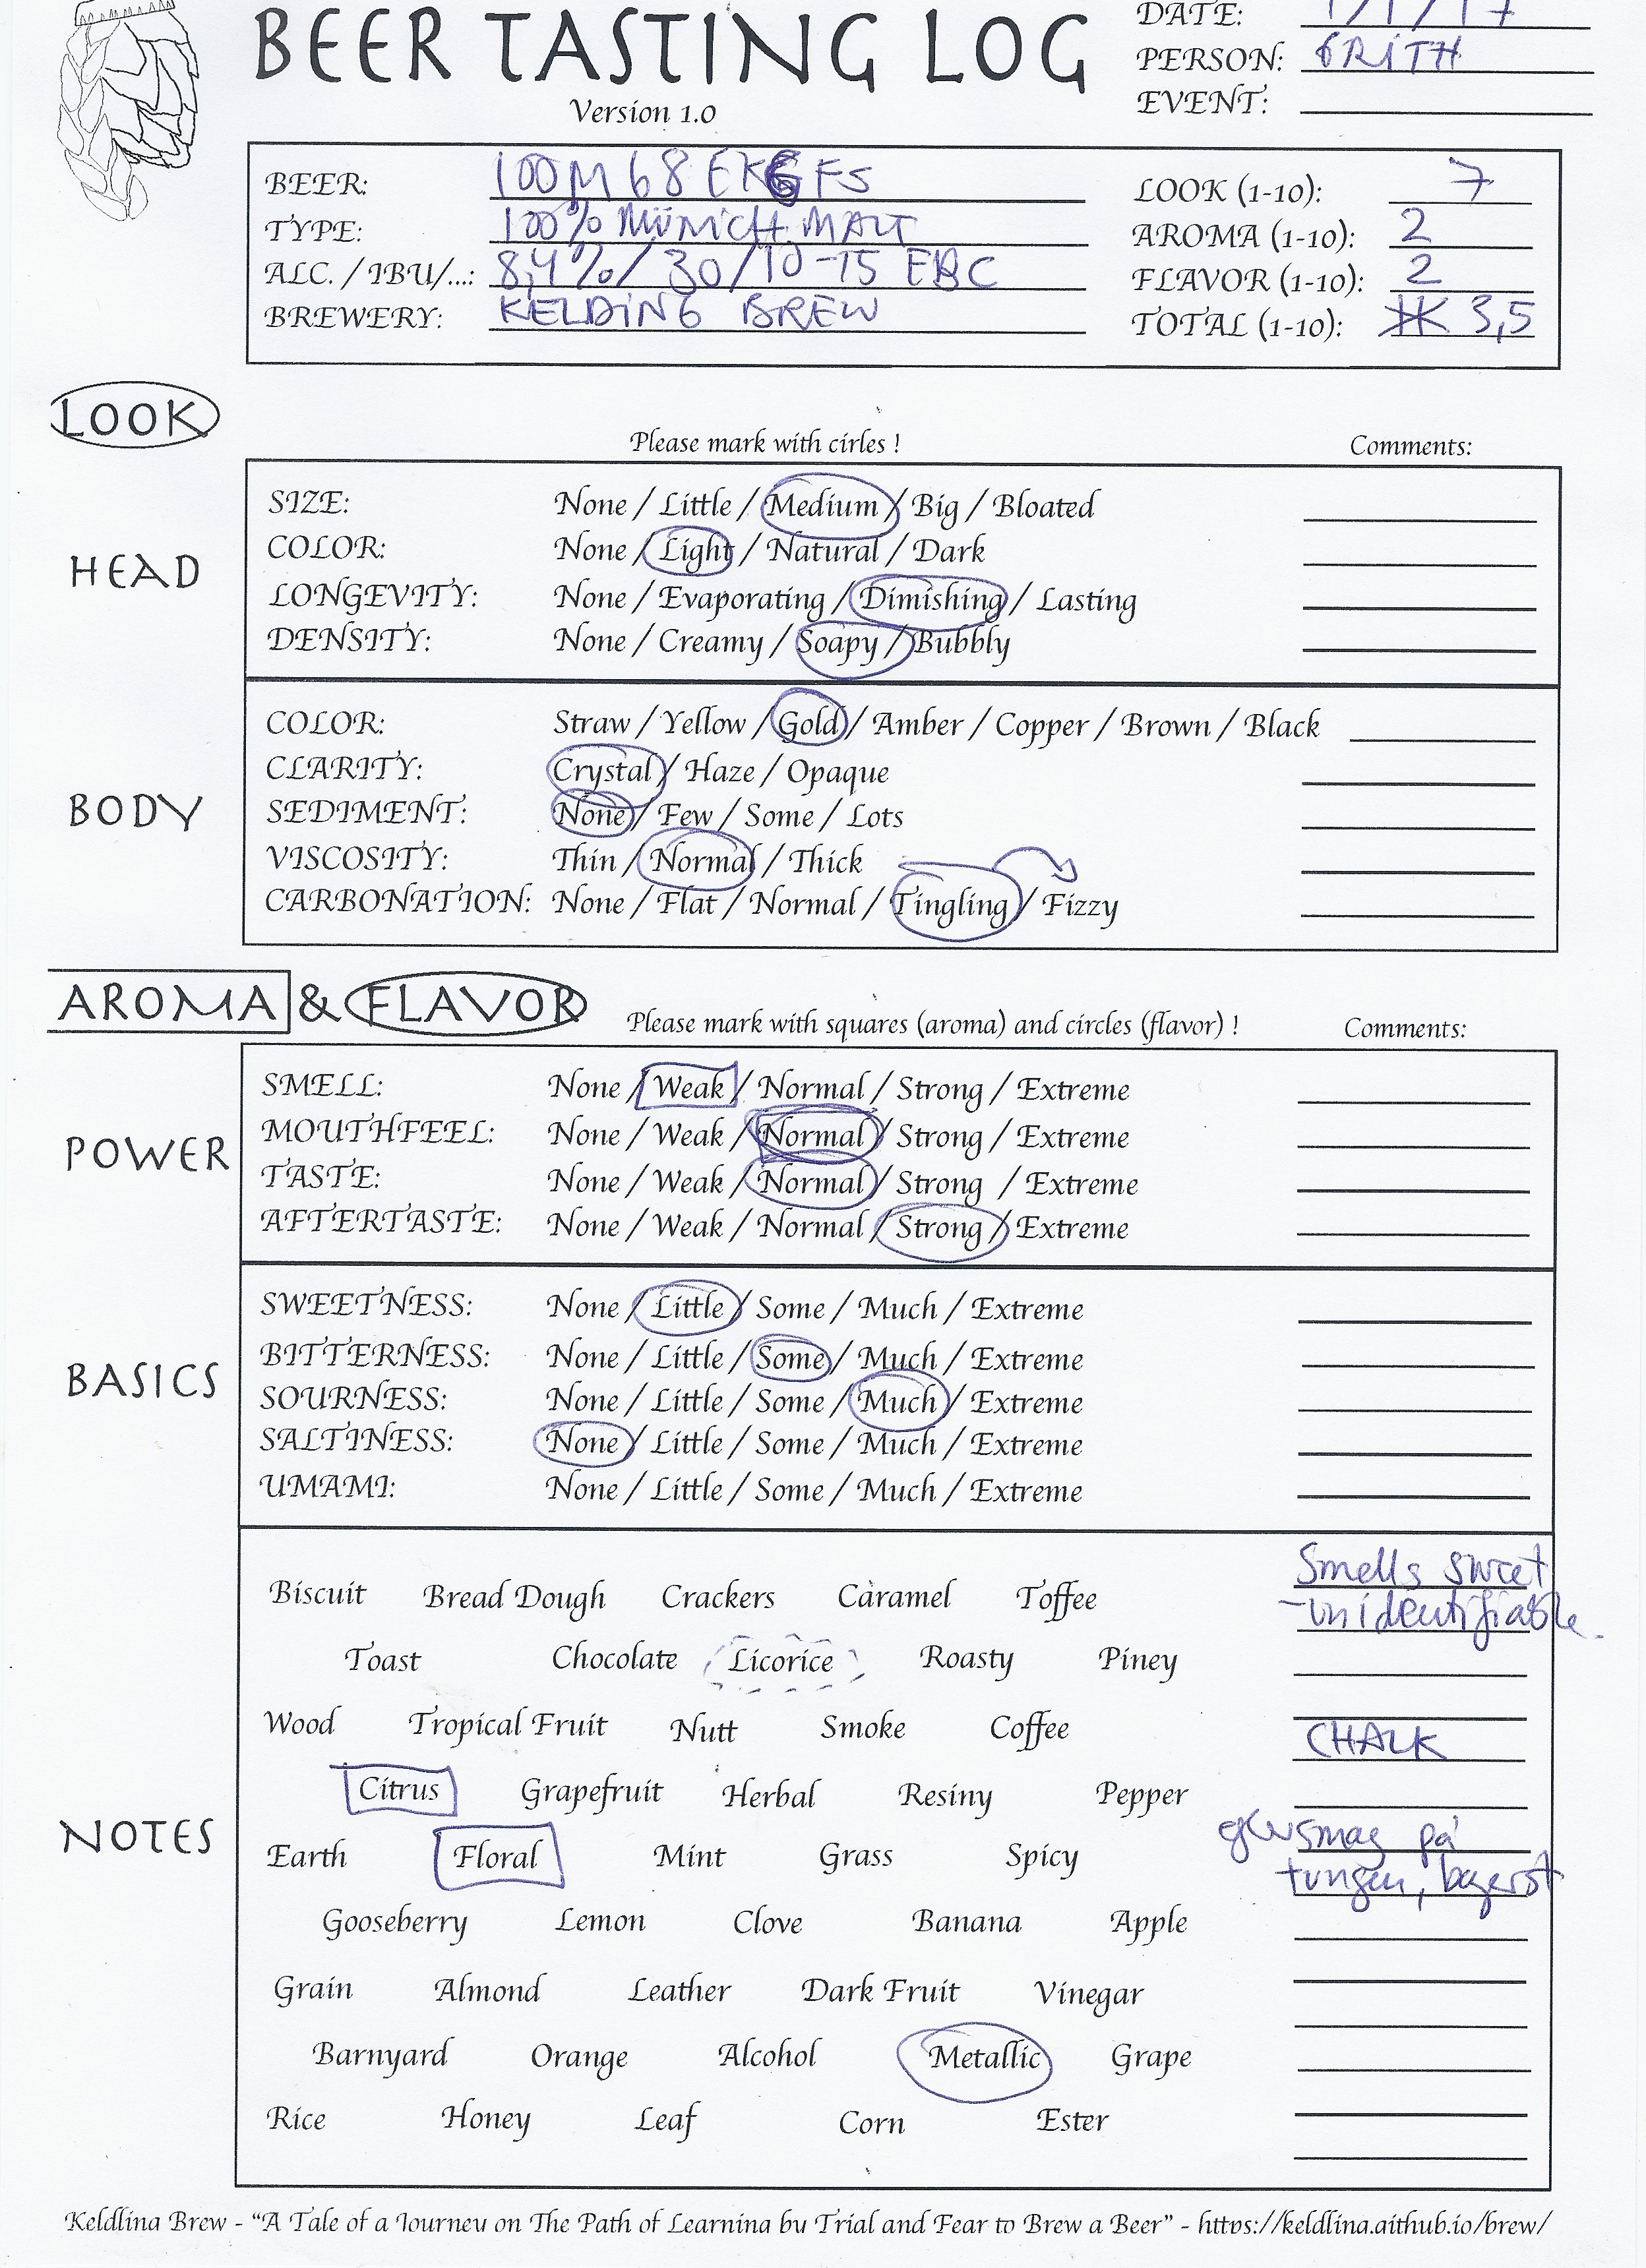 BEER TASTING LOG
Version 1.0
DATE: 1/1/17
PERSON: GRITH
EVENT:
BEER: 100M68EKGFS
TYPE: 100% MÜNICH MALT
ALC. / IBU/...: 8,4%/30/10-15 EBC
BREWERY: KELDING BREW
LOOK (1-10): 7
AROMA (1-10): 2
FLAVOR (1-10): 2
TOTAL (1-10): 3,5
LOOK
Please mark with cirles !
Comments:
HEAD
SIZE: None / Little / Medium / Big / Bloated
COLOR: None / Light / Natural / Dark
LONGEVITY: None / Evaporating / Dimishing / Lasting
DENSITY: None / Creamy / Soapy / Bubbly
BODY
COLOR: Straw / Yellow / Gold / Amber / Copper / Brown / Black
CLARITY: Crystal / Haze / Opaque
SEDIMENT: None / Few / Some / Lots
VISCOSITY: Thin / Normal / Thick
CARBONATION: None / Flat / Normal / Tingling / Fizzy
AROMA & FLAVOR
Please mark with squares (aroma) and circles (flavor) !
Comments:
POWER
SMELL: None / Weak / Normal / Strong / Extreme
MOUTHFEEL: None / Weak / Normal / Strong / Extreme
TASTE: None / Weak / Normal / Strong / Extreme
AFTERTASTE: None / Weak / Normal / Strong / Extreme
BASICS
SWEETNESS: None / Little / Some / Much / Extreme
BITTERNESS: None / Little / Some / Much / Extreme
SOURNESS: None / Little / Some / Much / Extreme
SALTINESS: None / Little / Some / Much / Extreme
UMAMI: None / Little / Some / Much / Extreme
NOTES
Biscuit Bread Dough Crackers Caramel Toffee
Smells sweet
-unidentifiable.
Toast Chocolate Licorice Roasty Piney
Wood Tropical Fruit Nutt Smoke Coffee
CHALK
Citrus Grapefruit Herbal Resiny Pepper
Earth Floral Mint Grass Spicy
på
tungen, bagerst
Gooseberry Lemon Clove Banana Apple
Grain Almond Leather Dark Fruit Vinegar
Barnyard Orange Alcohol Metallic Grape
Rice Honey Leaf Corn Ester
Keldling Brew - "A Tale of a Journey on The Path of Learning by Trial and Fear to Brew a Beer" - https://keldling.github.io/brew/